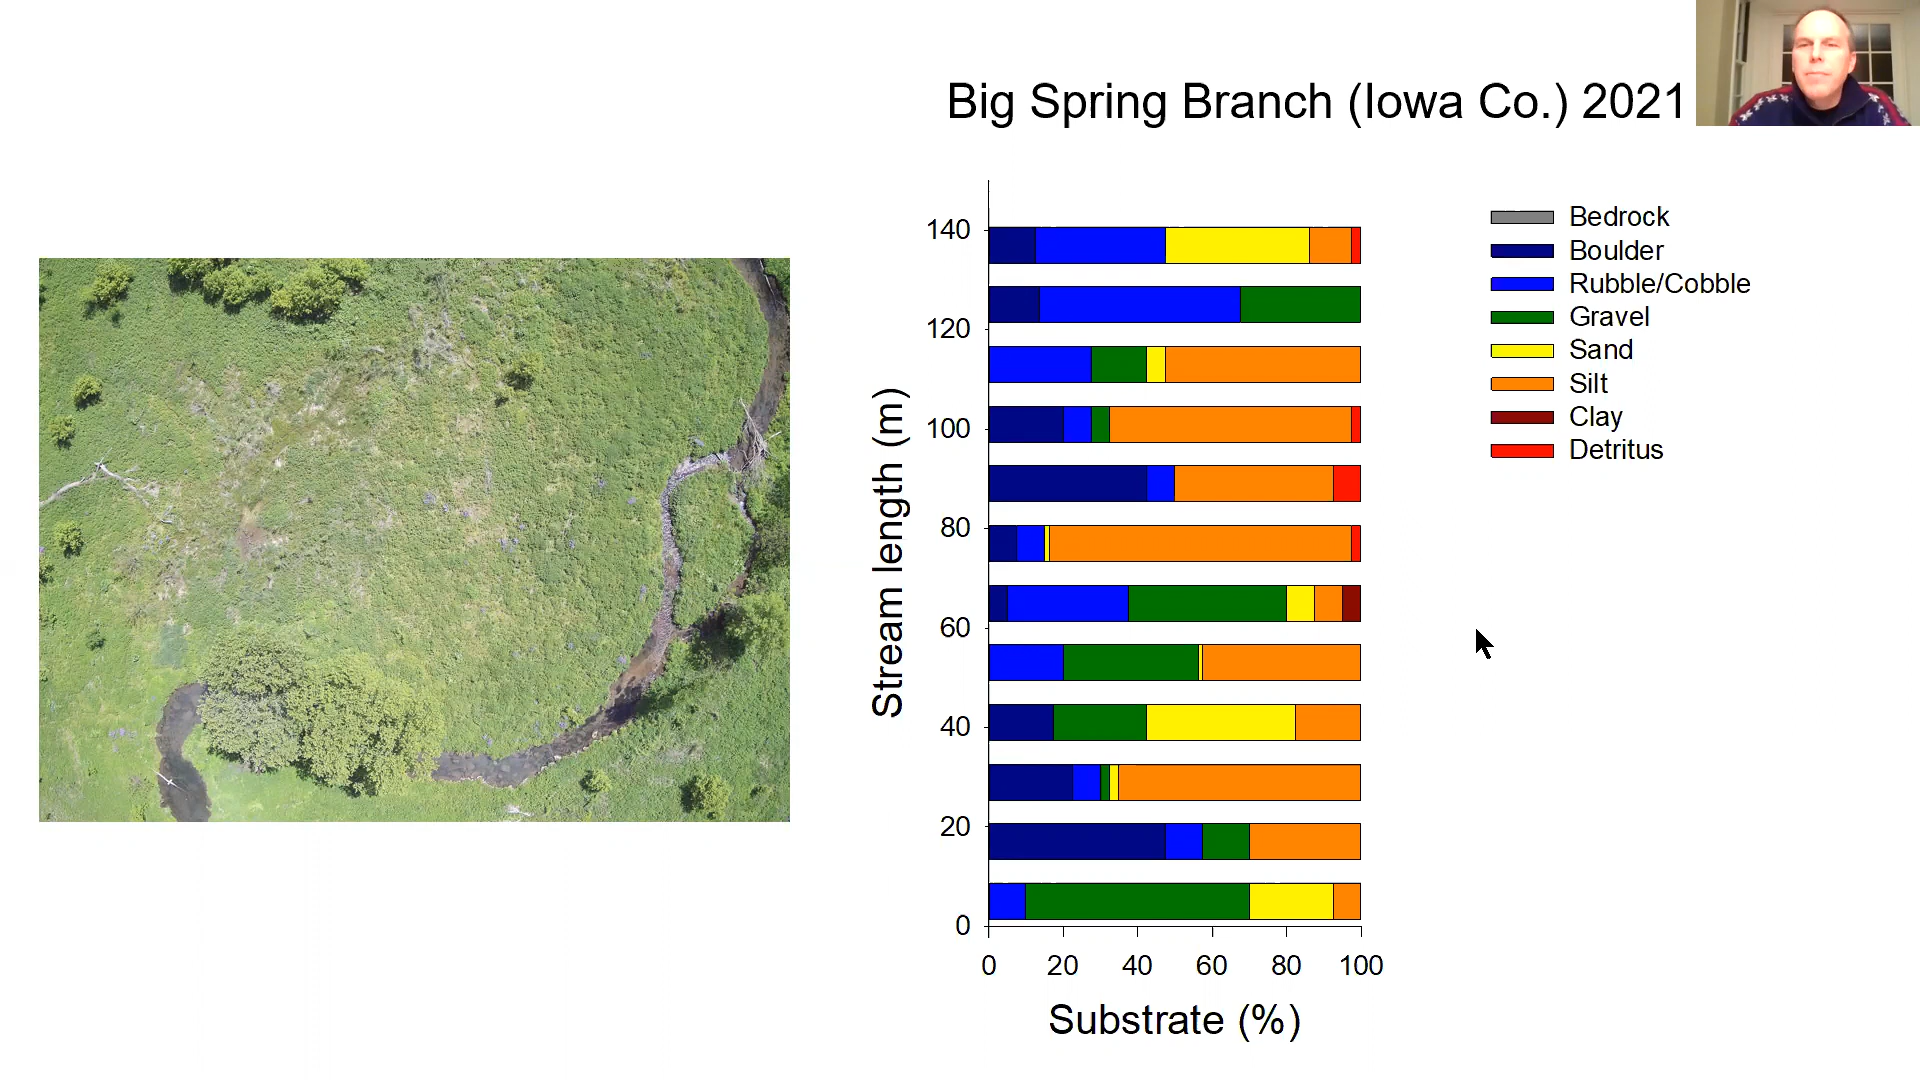 Big Spring Branch (Iowa Co.) 2021
Bedrock
Boulder
Rubble/Cobble
Gravel
Sand
Silt
Clay
Detritus
Stream length (m)
140
120
100
80
60
40
20
0
0 20 40 60 80 100
Substrate (%)